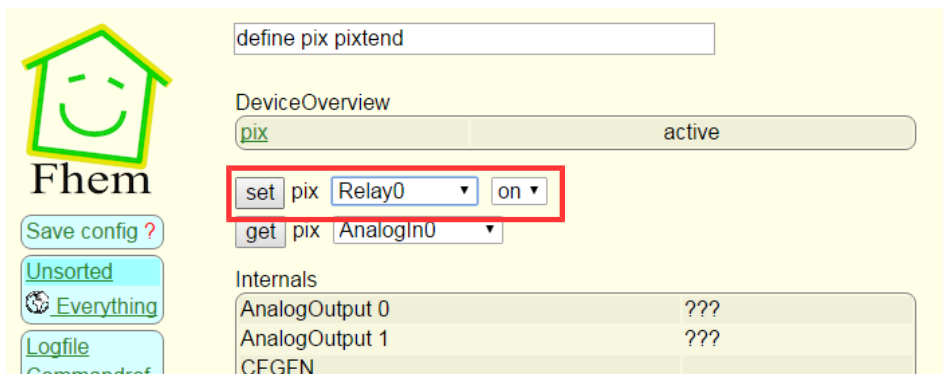 define pix pixtend
DeviceOverview
pix active
Fhem
set pix Relay0 on
get pix AnalogIn0
Save config ?
Unsorted
Everything
Logfile
Commandref
Internals
AnalogOutput 0 ???
AnalogOutput 1 ???
CFGFN